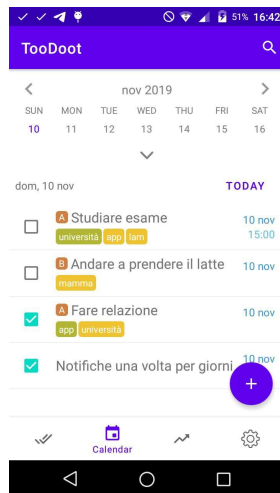 51% 16:42
TooDoot
nov 2019
SUN MON TUE WED THU FRI SAT
10 11 12 13 14 15 16
dom, 10 nov TODAY
A Studiare esame 10 nov
università app lam 15:00
B Andare a prendere il latte 10 nov
mamma
A Fare relazione 10 nov
app università
Notifiche una volta per giorni 10 nov
Calendar